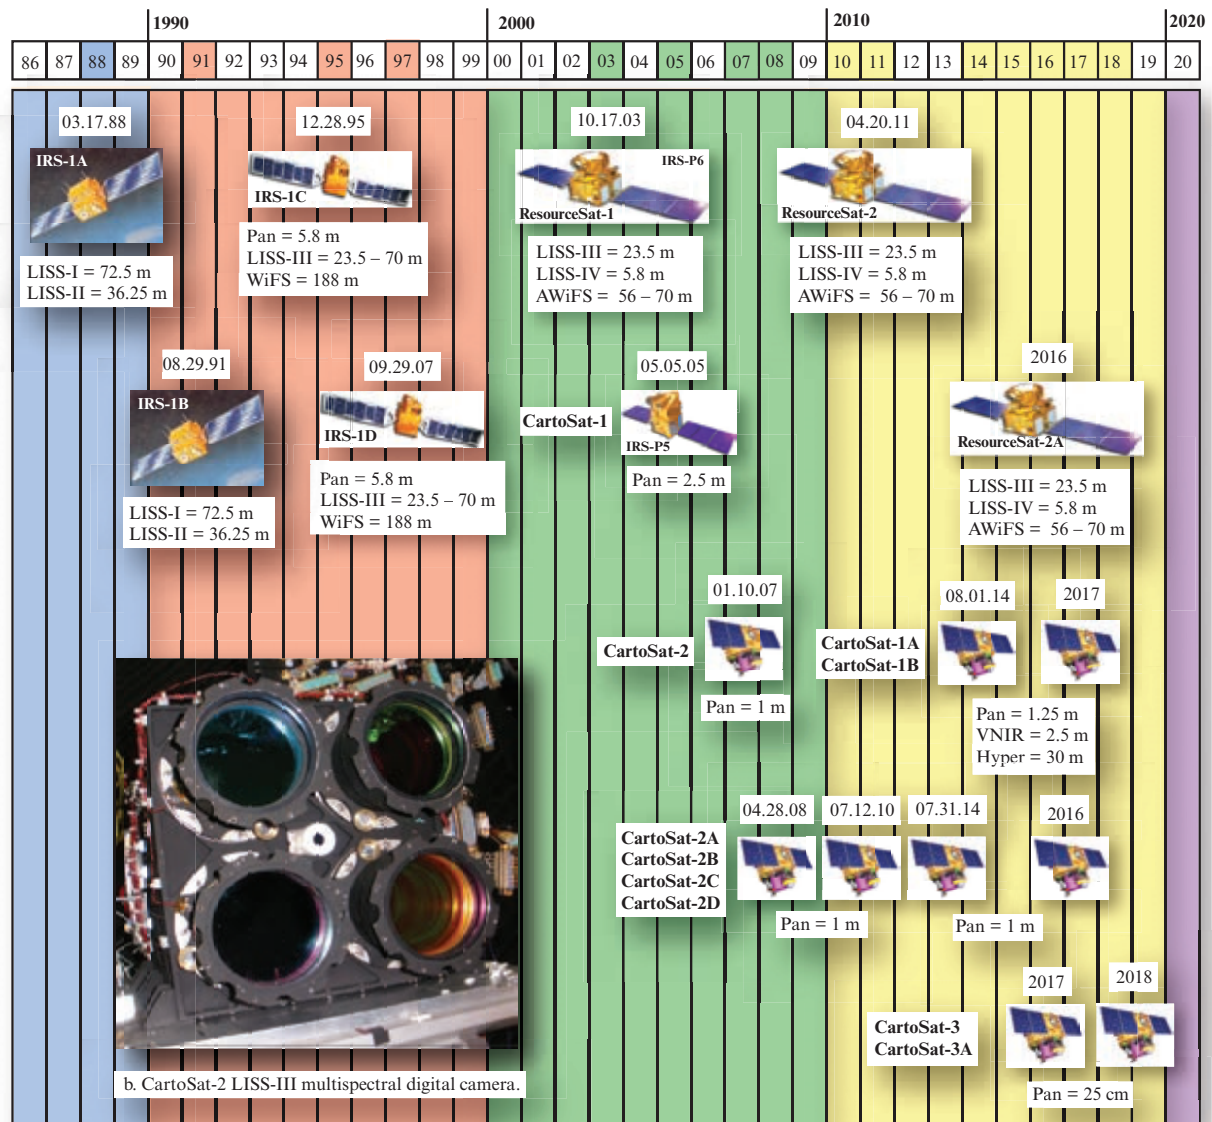 1990
2000
2010
2020
86 87 88 89 90 91 92 93 94 95 96 97 98 99 00 01 02 03 04 05 06 07 08 09 10 11 12 13 14 15 16 17 18 19 20
03.17.88
IRS-1A
LISS-I = 72.5 m
LISS-II = 36.25 m
12.28.95
IRS-1C
Pan = 5.8 m
LISS-III = 23.5 – 70 m
WiFS = 188 m
10.17.03
IRS-P6
ResourceSat-1
LISS-III = 23.5 m
LISS-IV = 5.8 m
AWiFS = 56 – 70 m
04.20.11
ResourceSat-2
LISS-III = 23.5 m
LISS-IV = 5.8 m
AWiFS = 56 – 70 m
08.29.91
IRS-1B
LISS-I = 72.5 m
LISS-II = 36.25 m
09.29.07
IRS-1D
Pan = 5.8 m
LISS-III = 23.5 – 70 m
WiFS = 188 m
05.05.05
CartoSat-1
IRS-P5
Pan = 2.5 m
2016
ResourceSat-2A
LISS-III = 23.5 m
LISS-IV = 5.8 m
AWiFS = 56 – 70 m
01.10.07
CartoSat-2
Pan = 1 m
08.01.14
2017
CartoSat-1A
CartoSat-1B
Pan = 1.25 m
VNIR = 2.5 m
Hyper = 30 m
04.28.08
07.12.10
07.31.14
2016
CartoSat-2A
CartoSat-2B
CartoSat-2C
CartoSat-2D
Pan = 1 m
Pan = 1 m
2017
2018
CartoSat-3
CartoSat-3A
Pan = 25 cm
b. CartoSat-2 LISS-III multispectral digital camera.